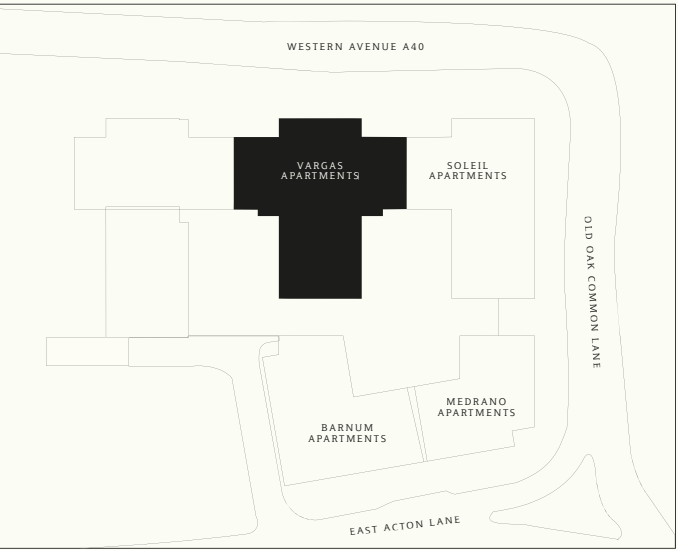 WESTERN AVENUE A40
VARGAS
APARTMENTS
SOLEIL
APARTMENTS
OLD OAK COMMON LANE
MEDRANO
APARTMENTS
BARNUM
APARTMENTS
EAST ACTON LANE